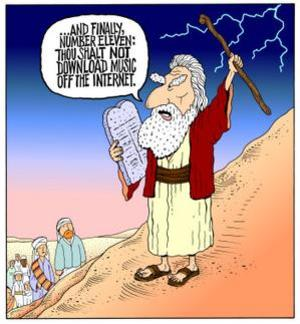 ...AND FINALLY,
NUMBER ELEVEN:
THOU SHALT NOT
DOWNLOAD MUSIC
OFF THE INTERNET.